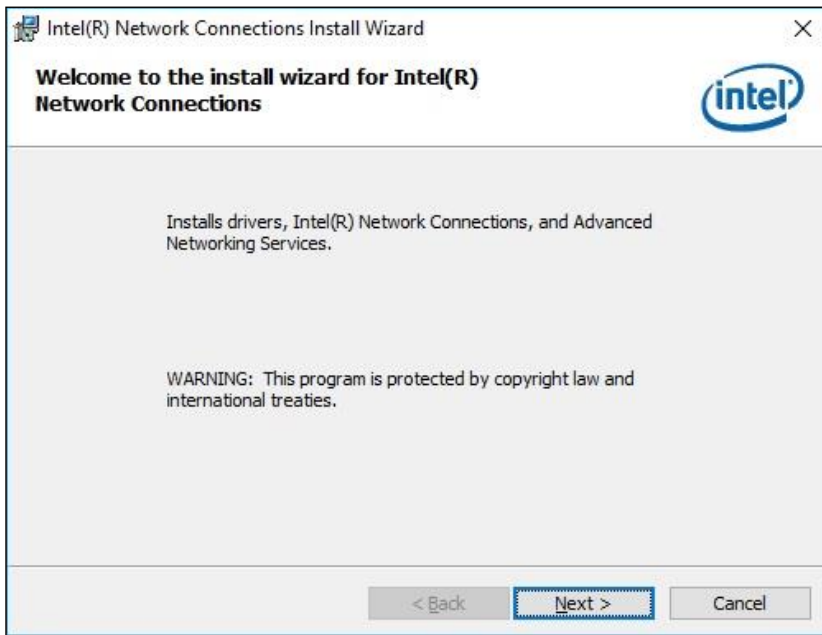 Intel(R) Network Connections Install Wizard
Welcome to the install wizard for Intel(R)
Network Connections
intel
Installs drivers, Intel(R) Network Connections, and Advanced
Networking Services.
WARNING: This program is protected by copyright law and
international treaties.
< Back
Next >
Cancel